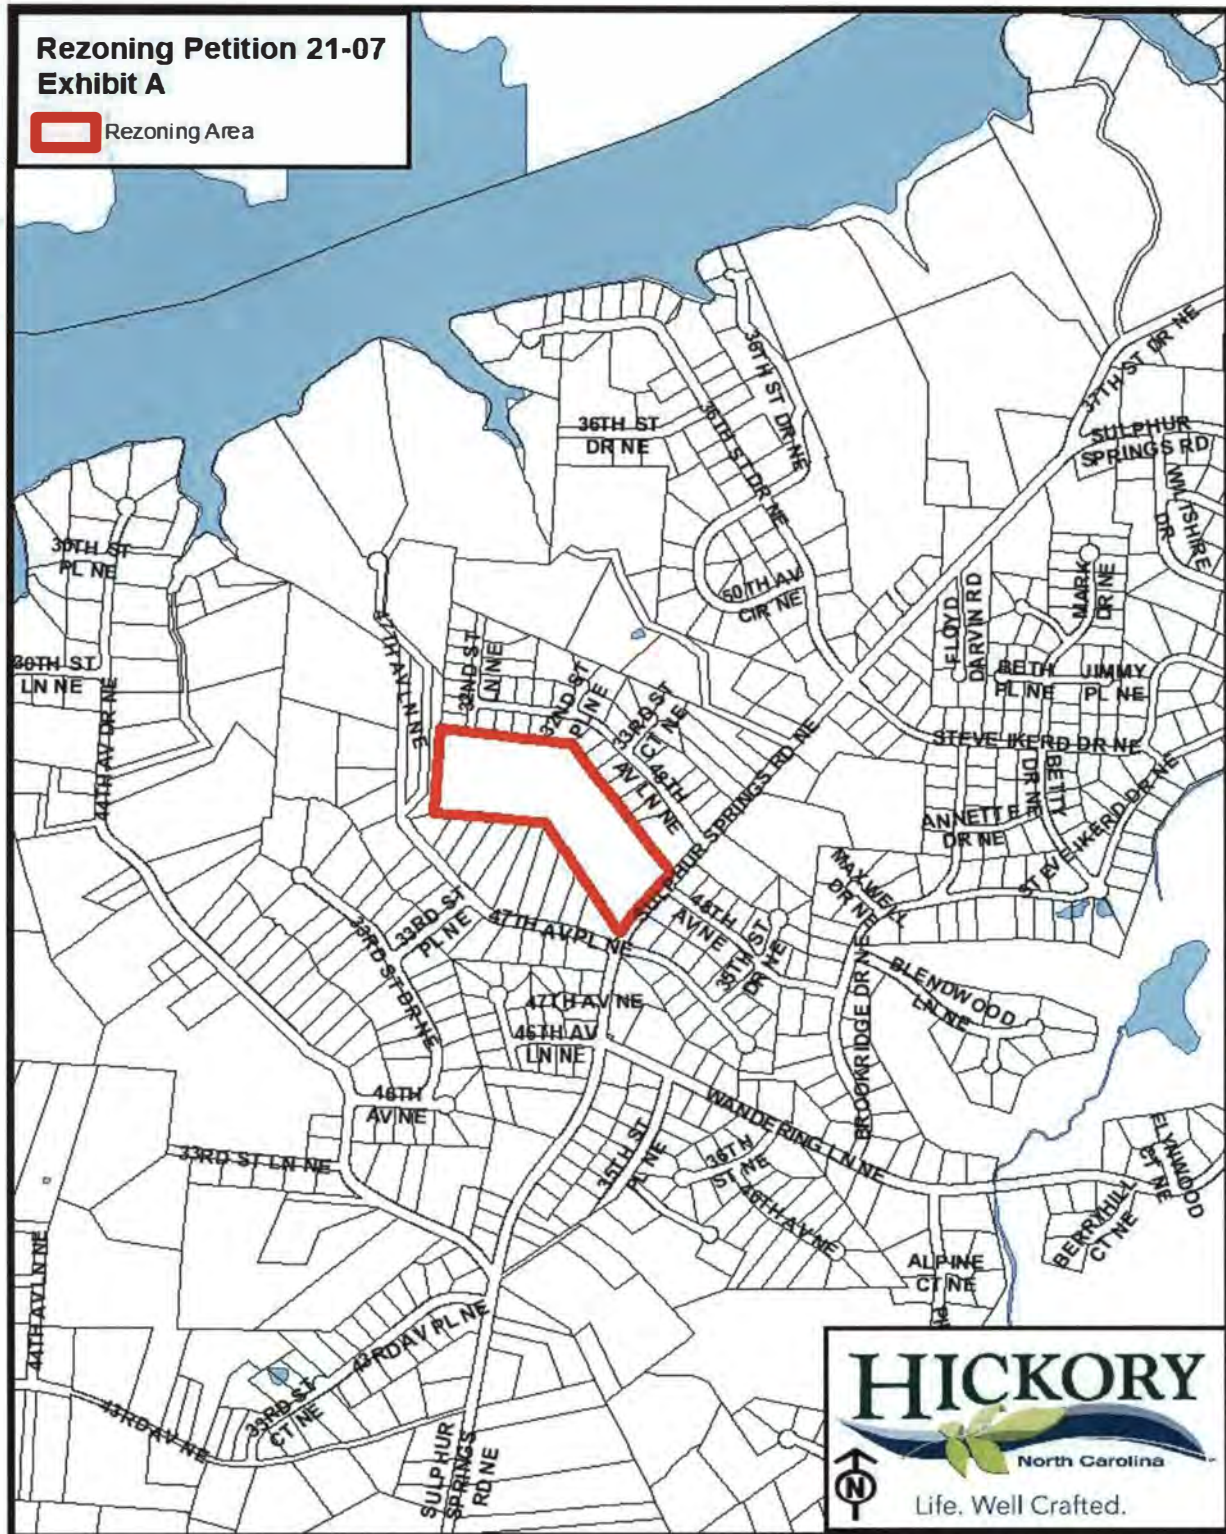 Rezoning Petition 21-07
Exhibit A
Rezoning Area
37TH ST DR NE
36TH ST DR NE
36TH ST
DR NE
36TH ST DR NE
SULPHUR
SPRINGS RD
WILTSHIRE
DR
30TH ST
PL NE
50TH AV
CIR NE
FLOYD
DARVIN RD
MARK
DR NE
47TH AV LN NE
32ND ST
LN NE
30TH ST
LN NE
32ND ST
PL NE
33RD ST
CT NE
BETH
PL NE
JIMMY
PL NE
44TH AV DR NE
STEVE IKERD DR NE
48TH
AV LN NE
SULPHUR SPRINGS RD NE
BETTY
DR NE
ANNETTE
DR NE
STEVE IKERD DR NE
MAXWELL
DR NE
33RD ST
PL NE
33RD ST DR NE
47TH AV PL NE
48TH
AV NE
35TH ST
DR NE
BLENDWOOD
LN NE
47TH AV NE
46TH AV
LN NE
BROOKRIDGE DR NE
46TH
AV NE
WANDERING LN NE
33RD ST LN NE
35TH ST
PL NE
36TH
ST NE
46TH AV NE
FLYNWOOD
CT NE
BERRYHILL
CT NE
44TH AV LN NE
ALPINE
CT NE
43RD AV PL NE
33RD ST
CT NE
43RD AV NE
SULPHUR
SPRINGS
RD NE
HICKORY
North Carolina
Life. Well Crafted.
N